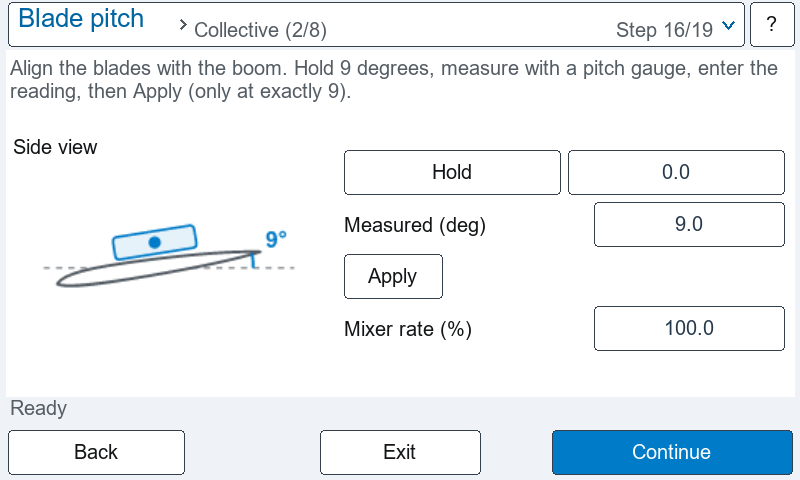 Blade pitch > Collective (2/8) Step 16/19 ?
Align the blades with the boom. Hold 9 degrees, measure with a pitch gauge, enter the
reading, then Apply (only at exactly 9).
Side view
Hold 0.0
9°
Measured (deg) 9.0
Apply
Mixer rate (%) 100.0
Ready
Back Exit Continue